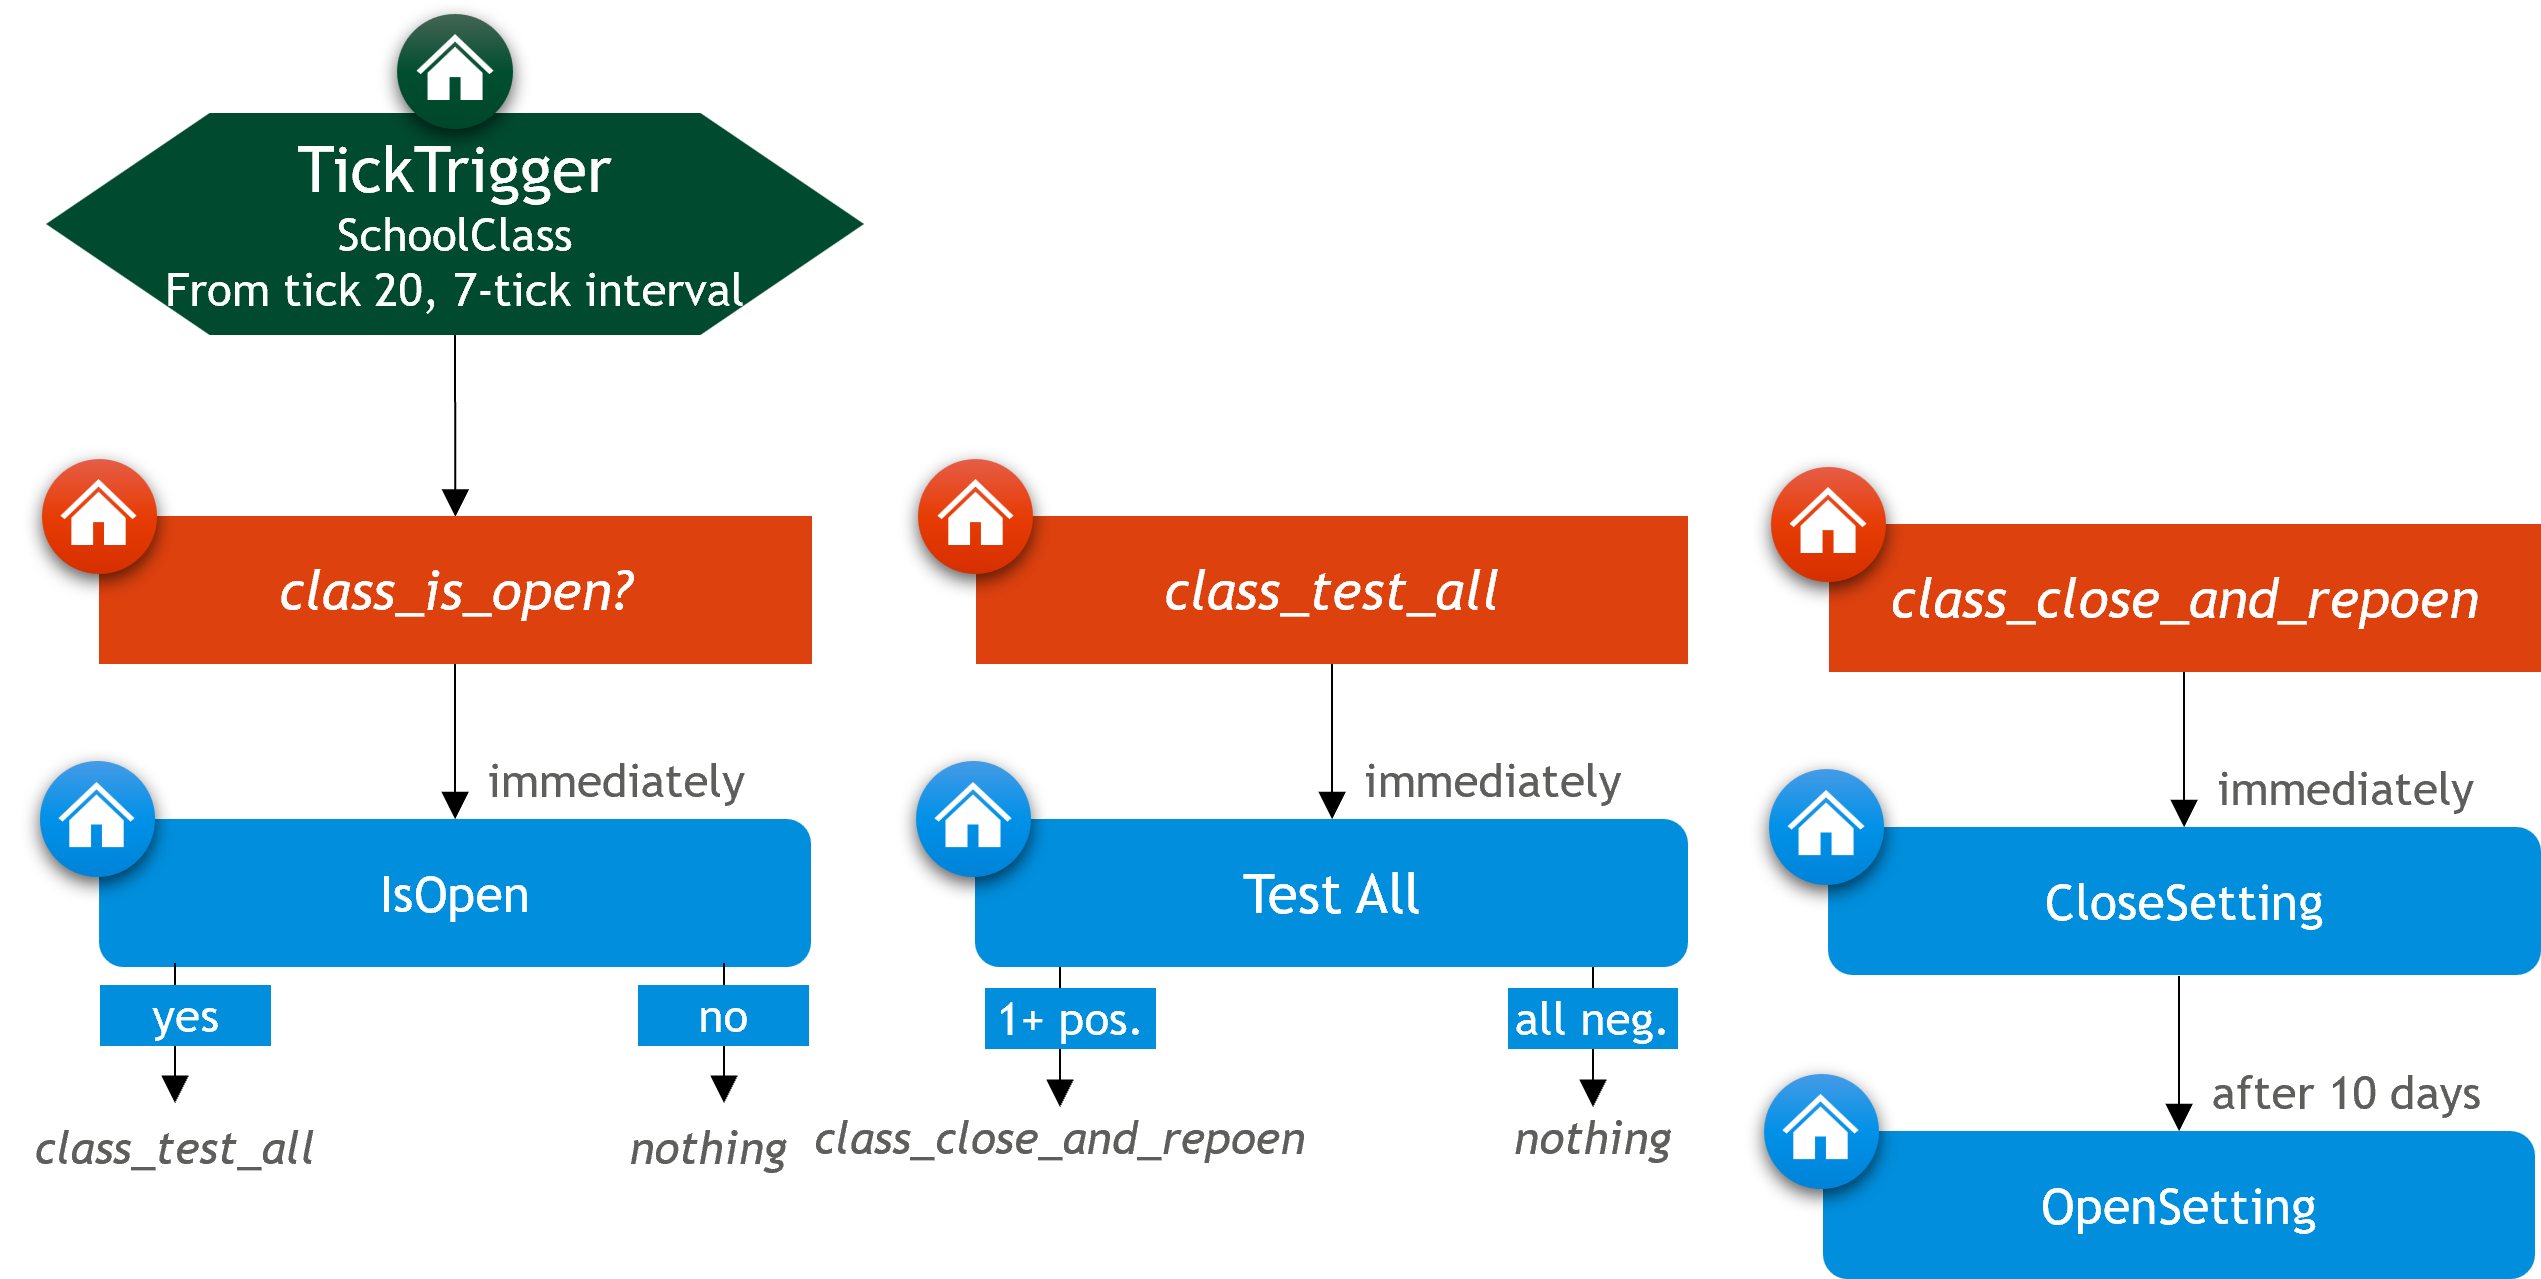 TickTrigger
SchoolClass
From tick 20, 7-tick interval
class_is_open?
immediately
IsOpen
yes
no
class_test_all
nothing
class_test_all
immediately
Test All
1+ pos.
all neg.
class_close_and_repoen
nothing
class_close_and_repoen
immediately
CloseSetting
after 10 days
OpenSetting